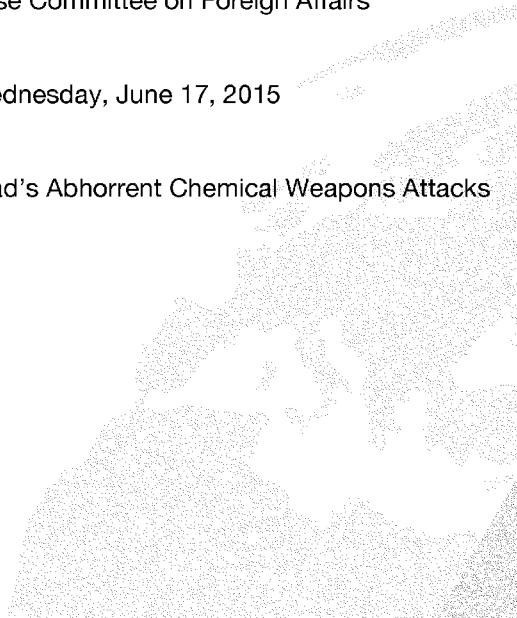 se Committee on Foreign Affairs
ednesday, June 17, 2015
ad's Abhorrent Chemical Weapons Attacks